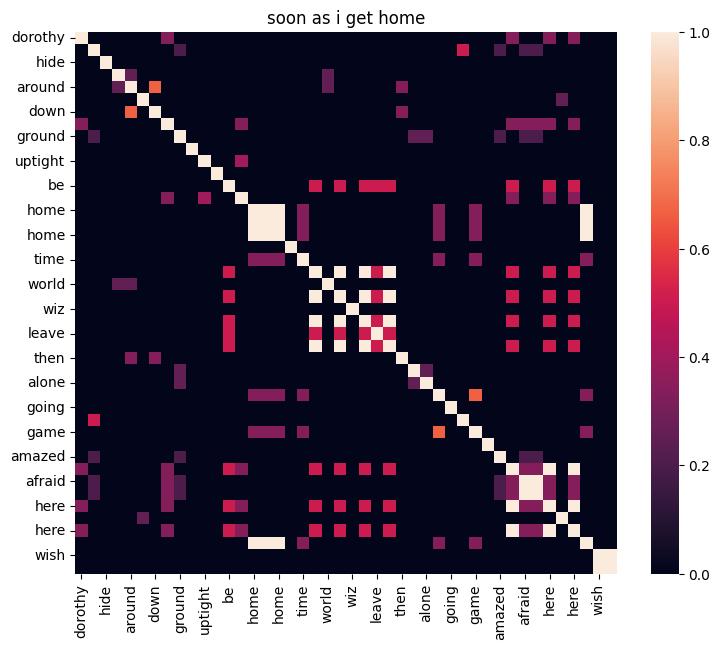 soon as i get home
dorothy
hide
around
down
ground
uptight
be
home
home
time
world
wiz
leave
then
alone
going
game
amazed
afraid
here
here
wish
dorothy
hide
around
down
ground
uptight
be
home
home
time
world
wiz
leave
then
alone
going
game
amazed
afraid
here
here
wish
1.0
0.8
0.6
0.4
0.2
0.0